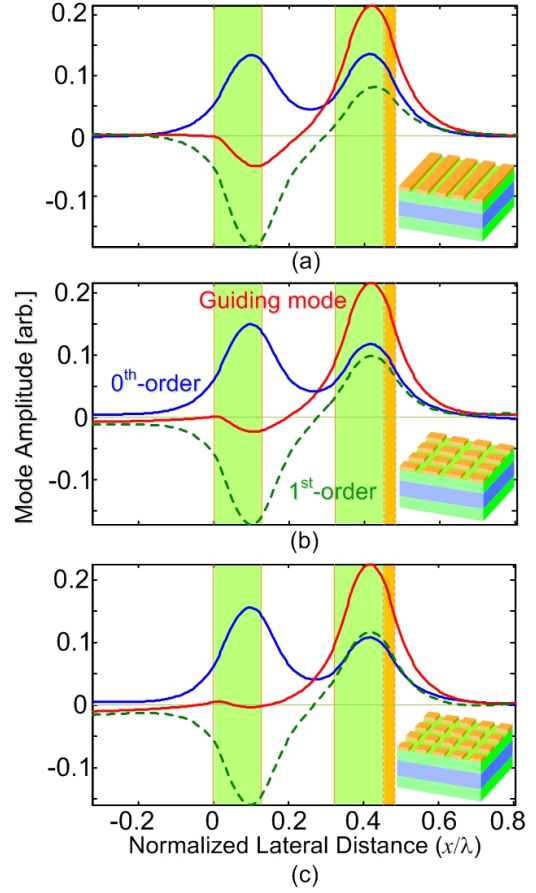 0.2
0.1
0
-0.1
(a)
0.2
Guiding mode
0.1
0th-order
0
-0.1
1st-order
(b)
0.2
0.1
0
-0.1
-0.2 0 0.2 0.4 0.6 0.8
Normalized Lateral Distance (x/λ)
(c)
Mode Amplitude [arb.]